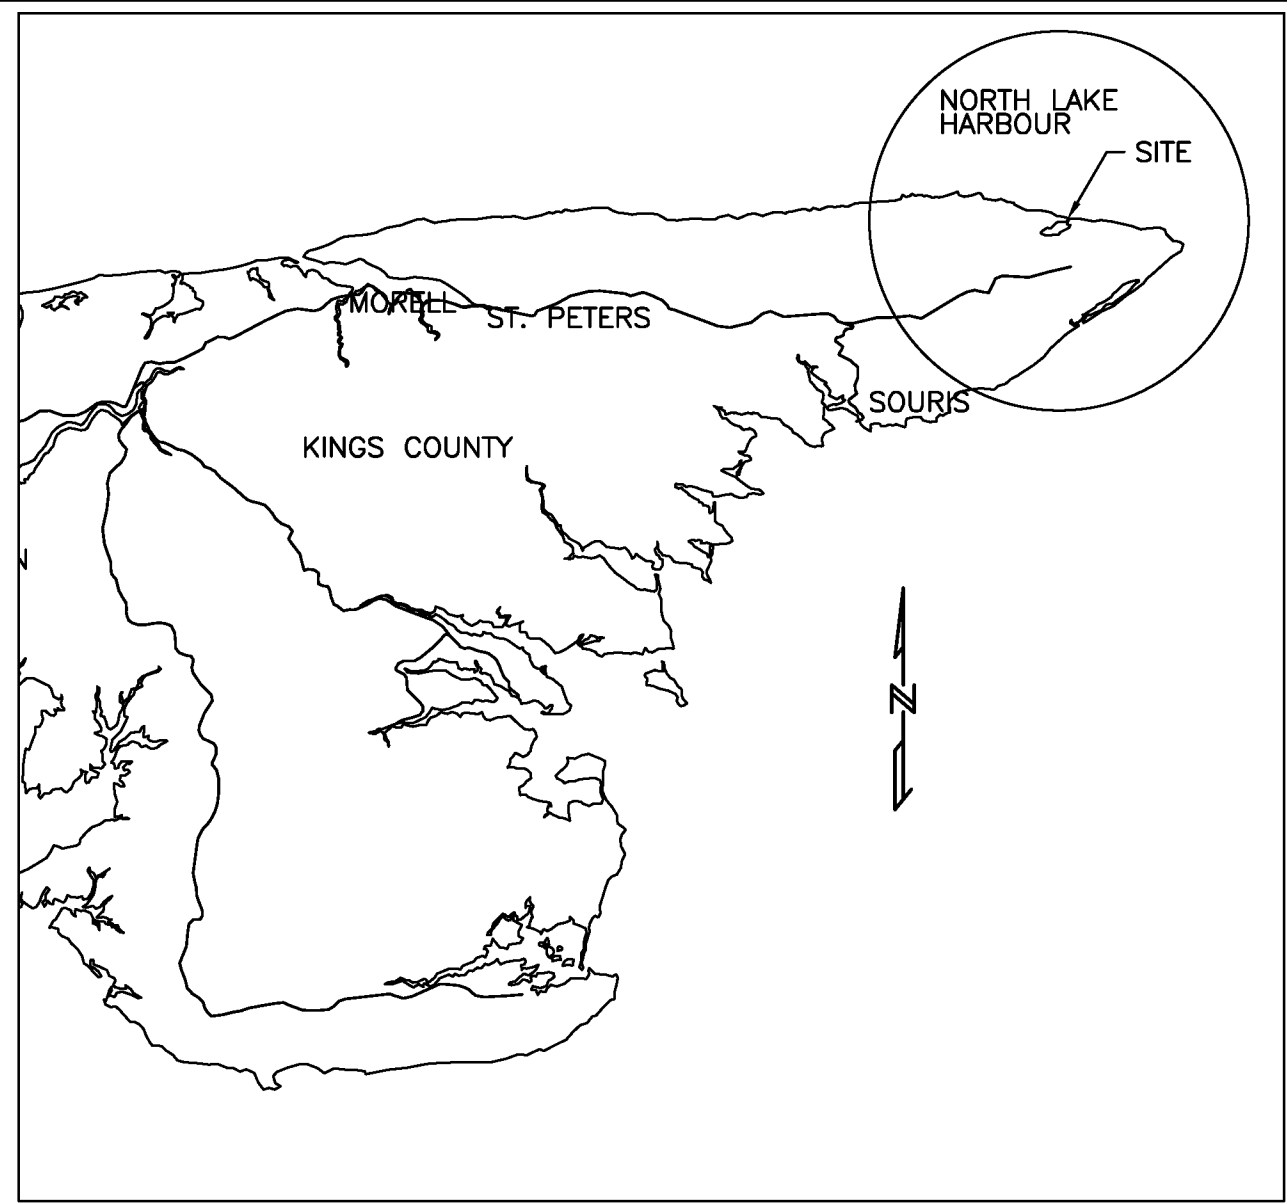 NORTH LAKE
HARBOUR
SITE
MORELL
ST. PETERS
SOURIS
KINGS COUNTY
N